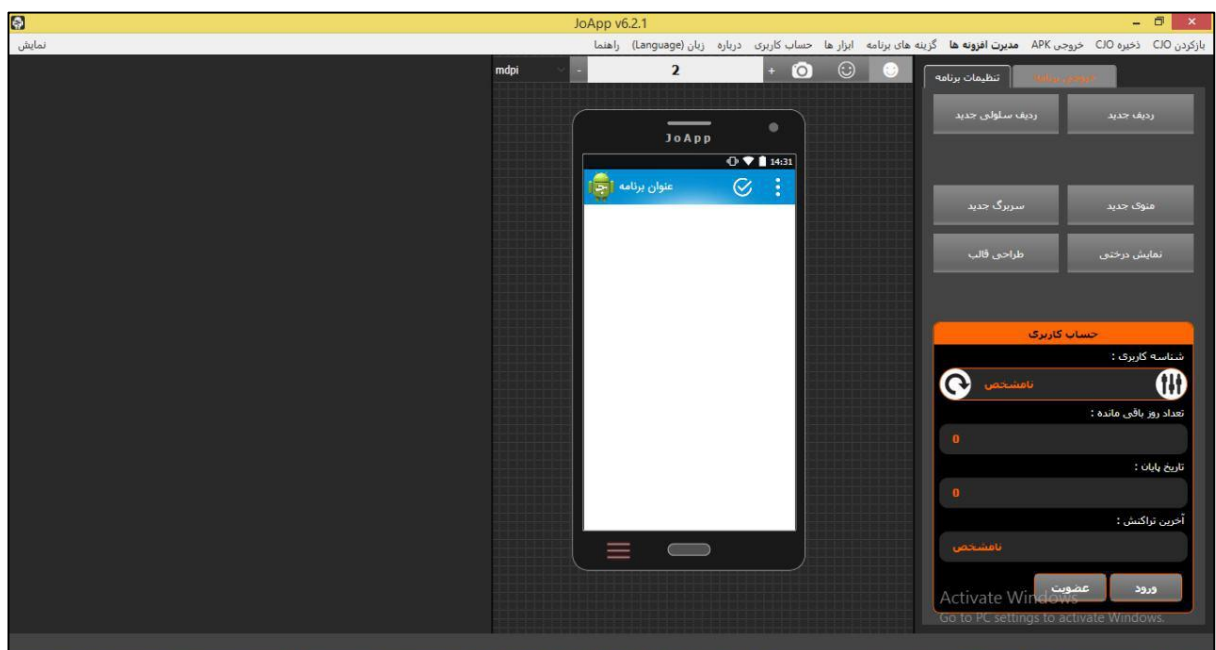 JoApp v6.2.1
بازکردن CJO ذخیره CJO خروجی APK مدیرت افزونه ها گزینه های برنامه ابزار ها حساب کاربری درباره زبان (Language) راهنما نمایش
mdpi - 2 +
تنظیمات برنامه خروجی برنامه
ردیف جدید ردیف سلولی جدید
JoApp
14:31
عنوان برنامه
منوی جدید سربرگ جدید
نمایش درختی طراحی قالب
حساب کاربری
شناسه کاربری :
نامشخص
تعداد روز باقی مانده :
0
تاریخ پایان :
0
آخرین تراکنش :
نامشخص
ورود عضویت
Activate Windows
Go to PC settings to activate Windows.